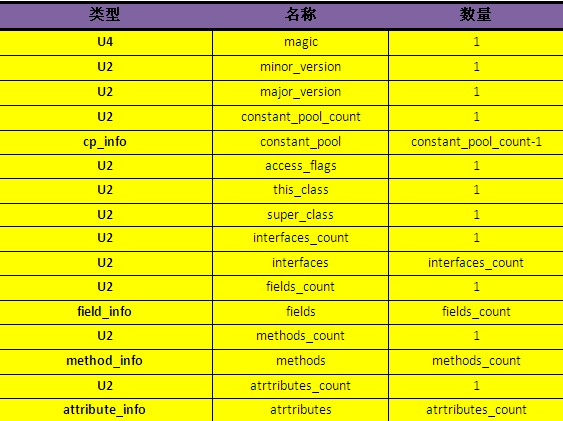 类型 名称 数量
U4 magic 1
U2 minor_version 1
U2 major_version 1
U2 constant_pool_count 1
cp_info constant_pool constant_pool_count-1
U2 access_flags 1
U2 this_class 1
U2 super_class 1
U2 interfaces_count 1
U2 interfaces interfaces_count
U2 fields_count 1
field_info fields fields_count
U2 methods_count 1
method_info methods methods_count
U2 atrtributes_count 1
attribute_info atrtributes atrtributes_count